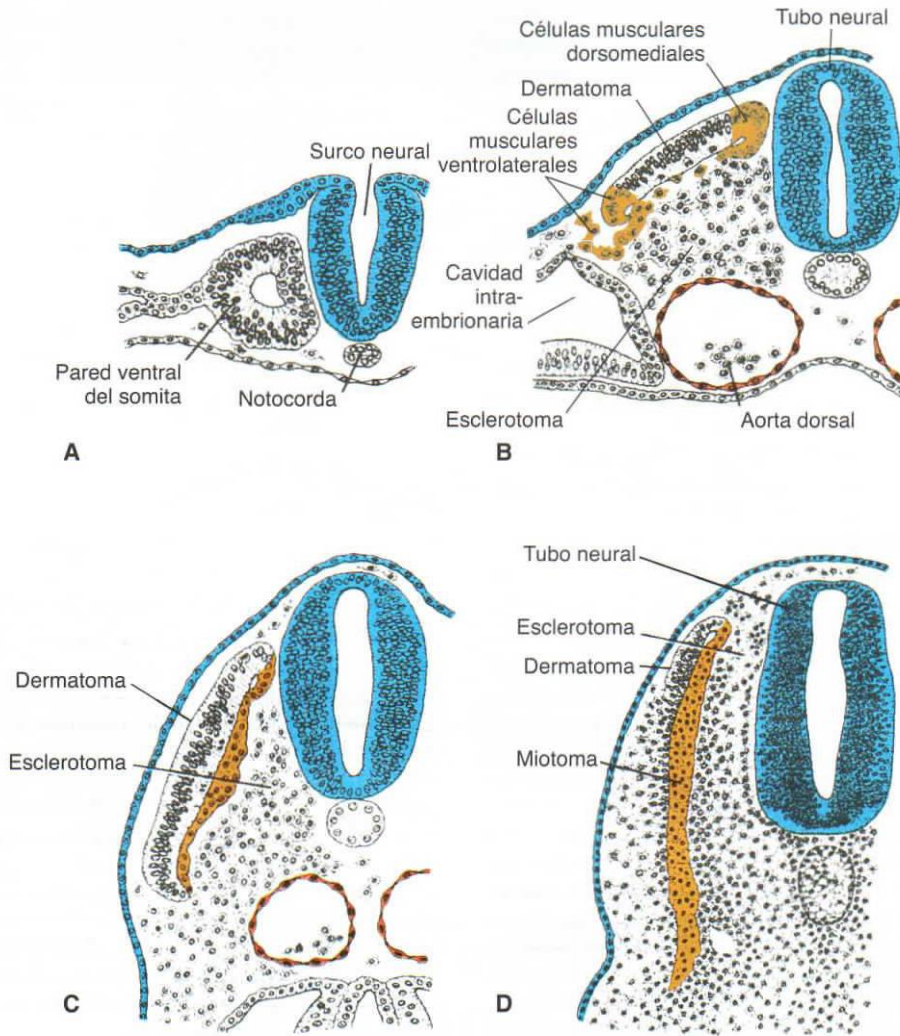 Surco neural
Pared ventral
del somita
Notocorda
A
Células musculares
dorsomediales
Tubo neural
Dermatoma
Células
musculares
ventrolaterales
Cavidad
intra-
embrionaria
Esclerotoma
Aorta dorsal
B
Dermatoma
Esclerotoma
C
Tubo neural
Esclerotoma
Dermatoma
Miotoma
D